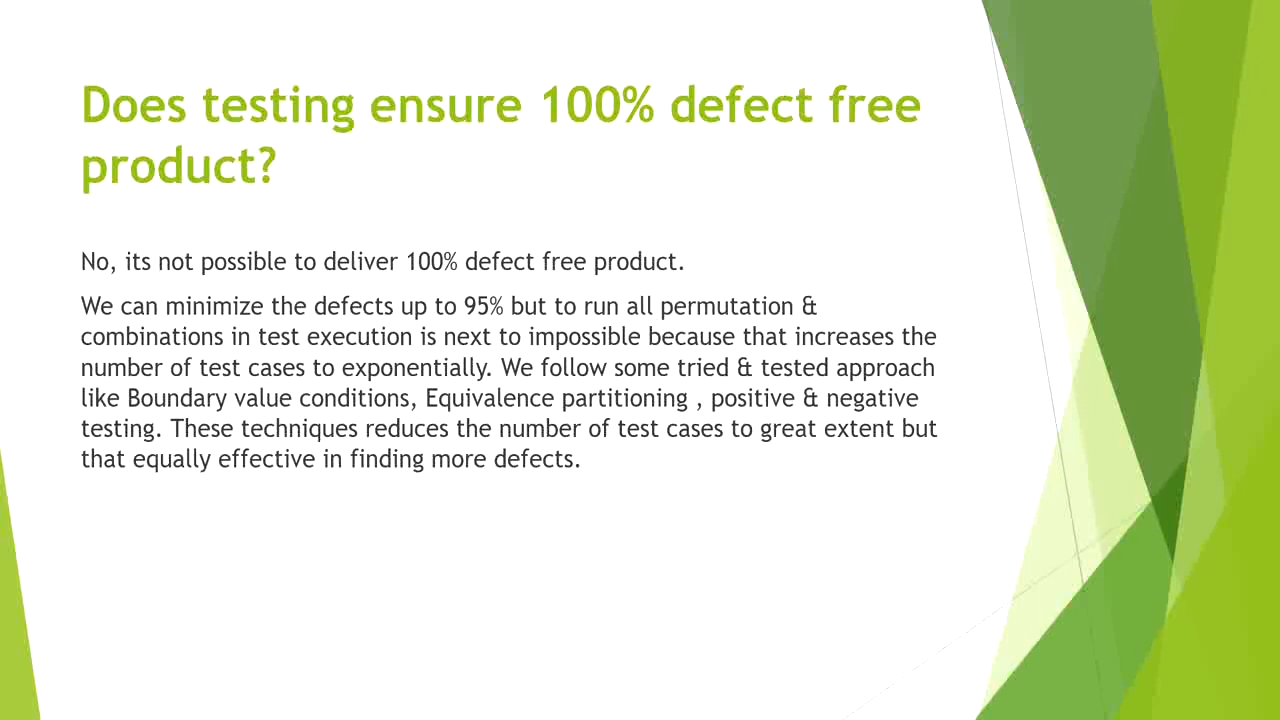 Does testing ensure 100% defect free
product?
No, its not possible to deliver 100% defect free product.
We can minimize the defects up to 95% but to run all permutation &
combinations in test execution is next to impossible because that increases the
number of test cases to exponentially. We follow some tried & tested approach
like Boundary value conditions, Equivalence partitioning , positive & negative
testing. These techniques reduces the number of test cases to great extent but
that equally effective in finding more defects.